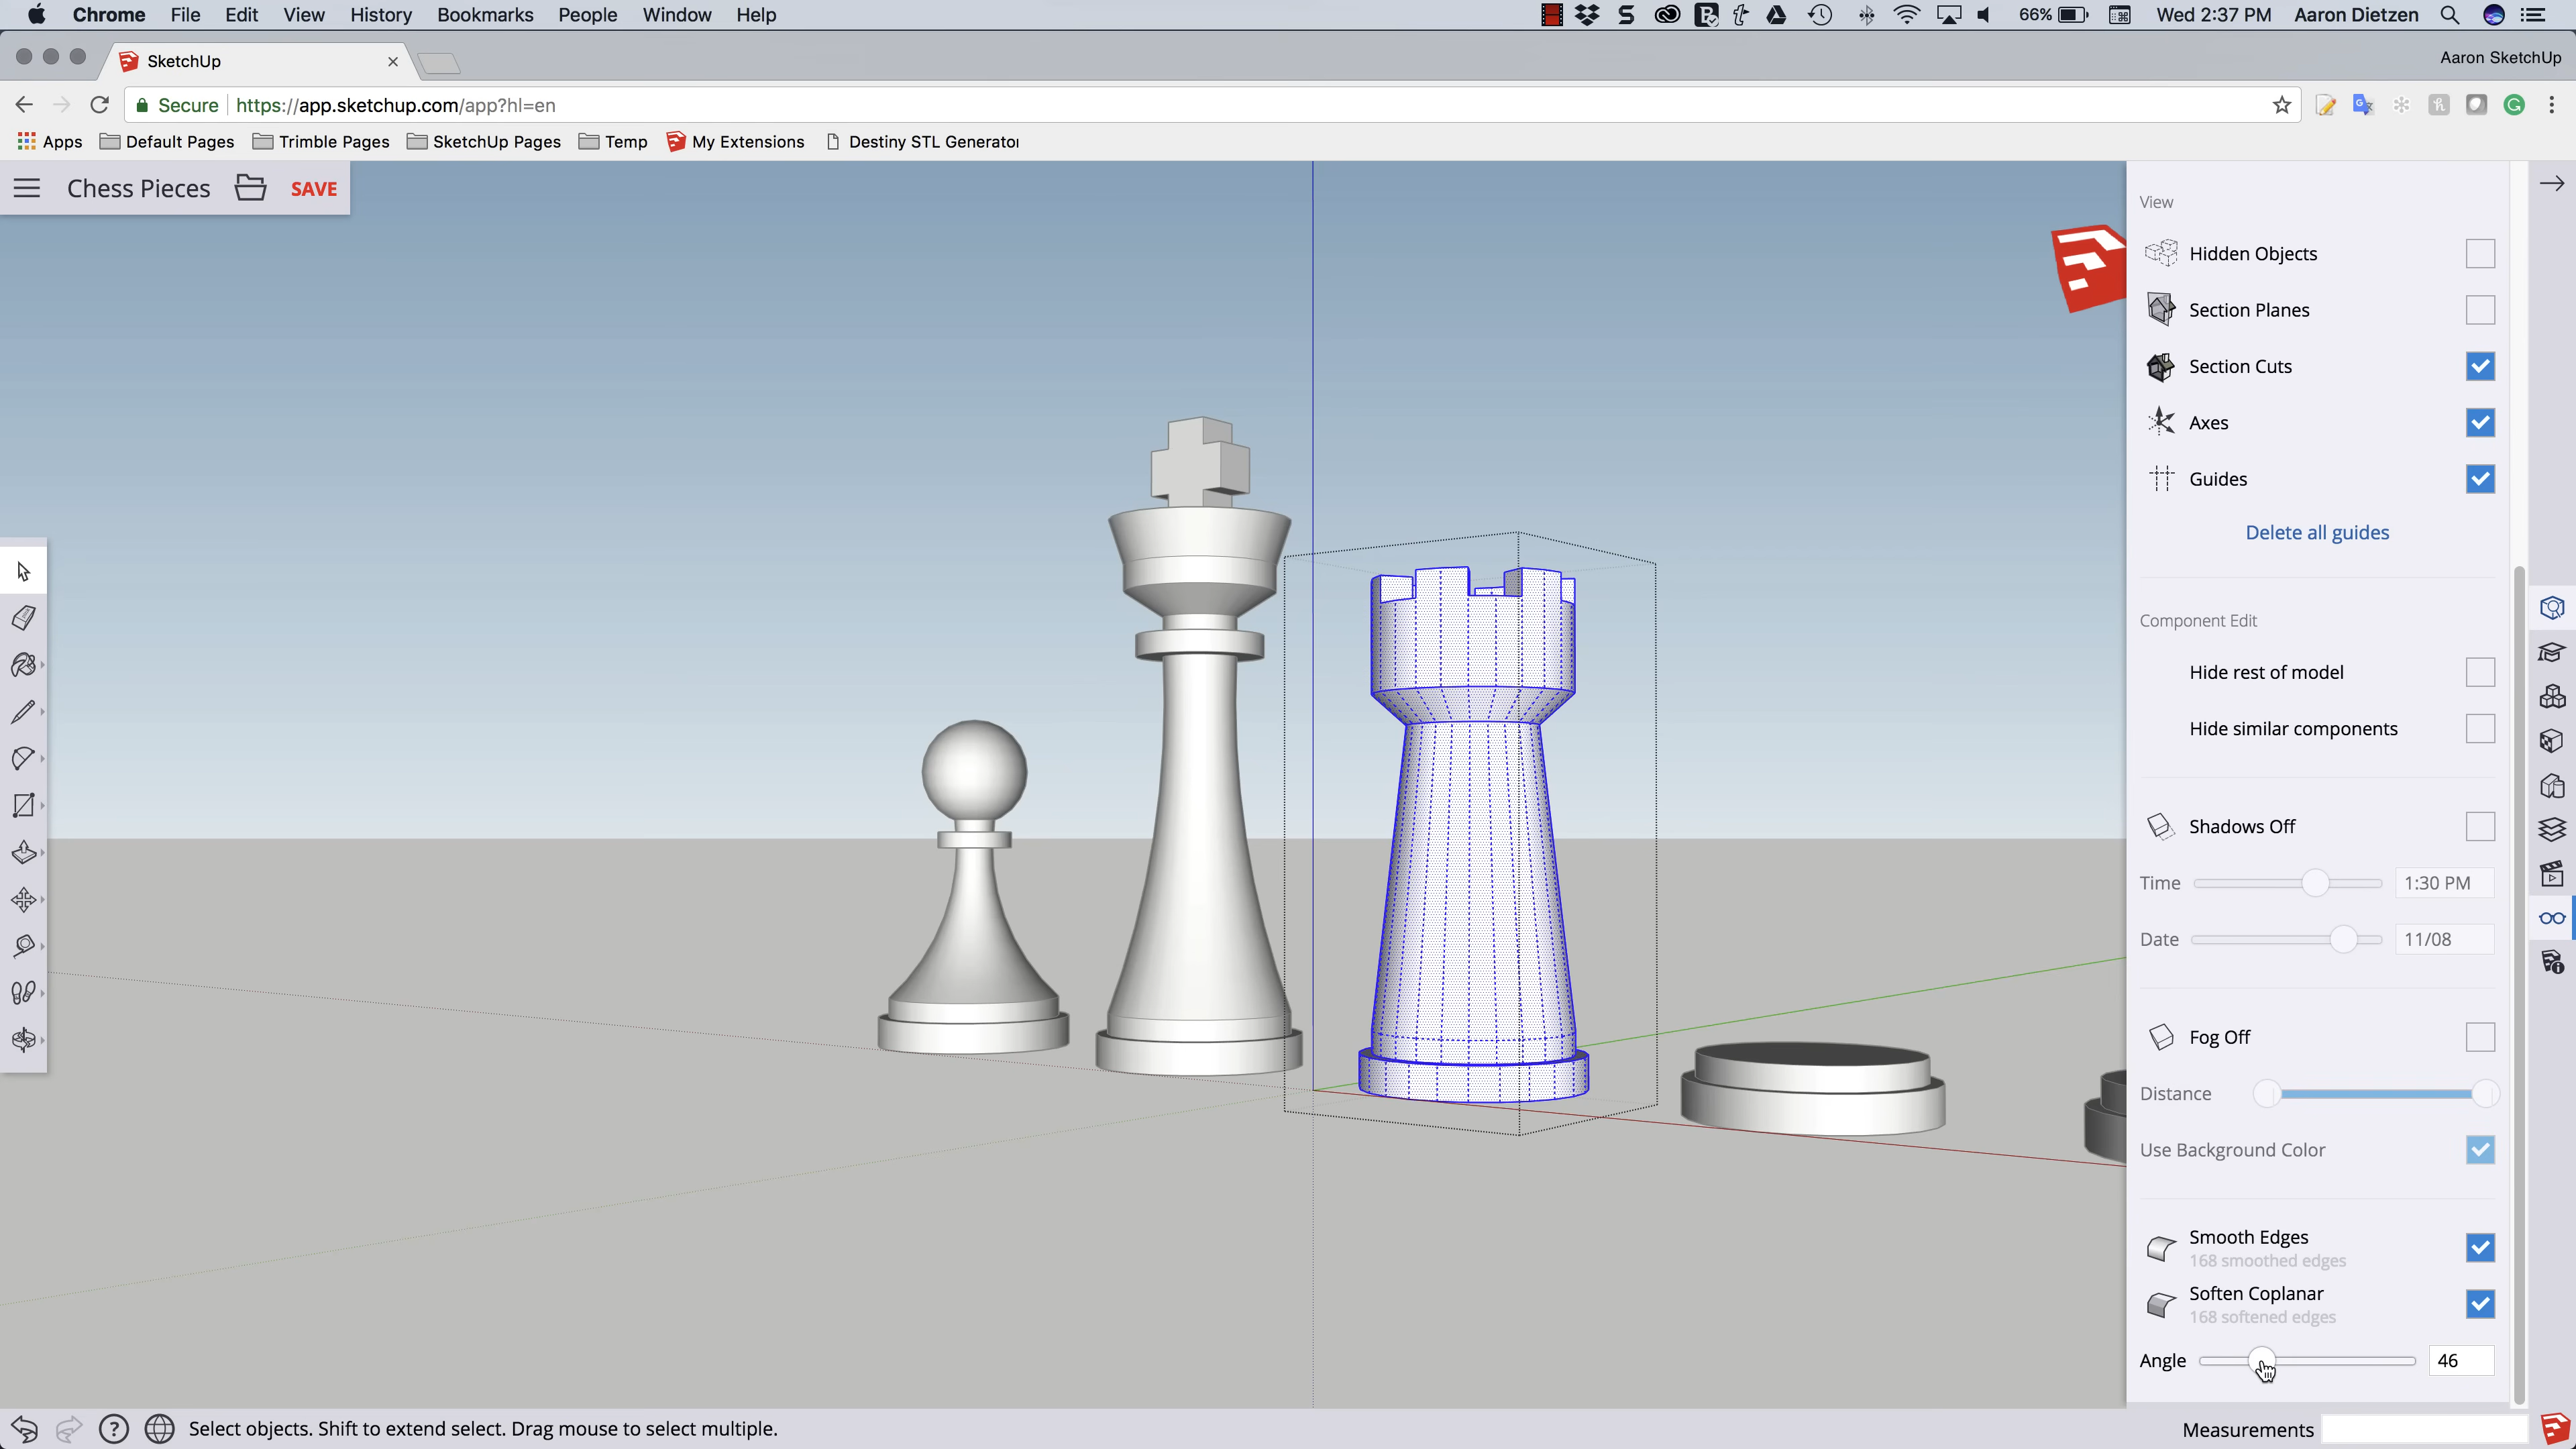 Chrome File Edit View History Bookmarks People Window Help 66% Wed 2:37 PM Aaron Dietzen
SketchUp Aaron SketchUp
Secure https://app.sketchup.com/app?hl=en
Apps Default Pages Trimble Pages SketchUp Pages Temp My Extensions Destiny STL Generator
Chess Pieces SAVE
View
Hidden Objects
Section Planes
Section Cuts
Axes
Guides
Delete all guides
Component Edit
Hide rest of model
Hide similar components
Shadows Off
Time 1:30 PM
Date 11/08
Fog Off
Distance
Use Background Color
Smooth Edges
168 smoothed edges
Soften Coplanar
168 softened edges
Angle 46
Select objects. Shift to extend select. Drag mouse to select multiple. Measurements